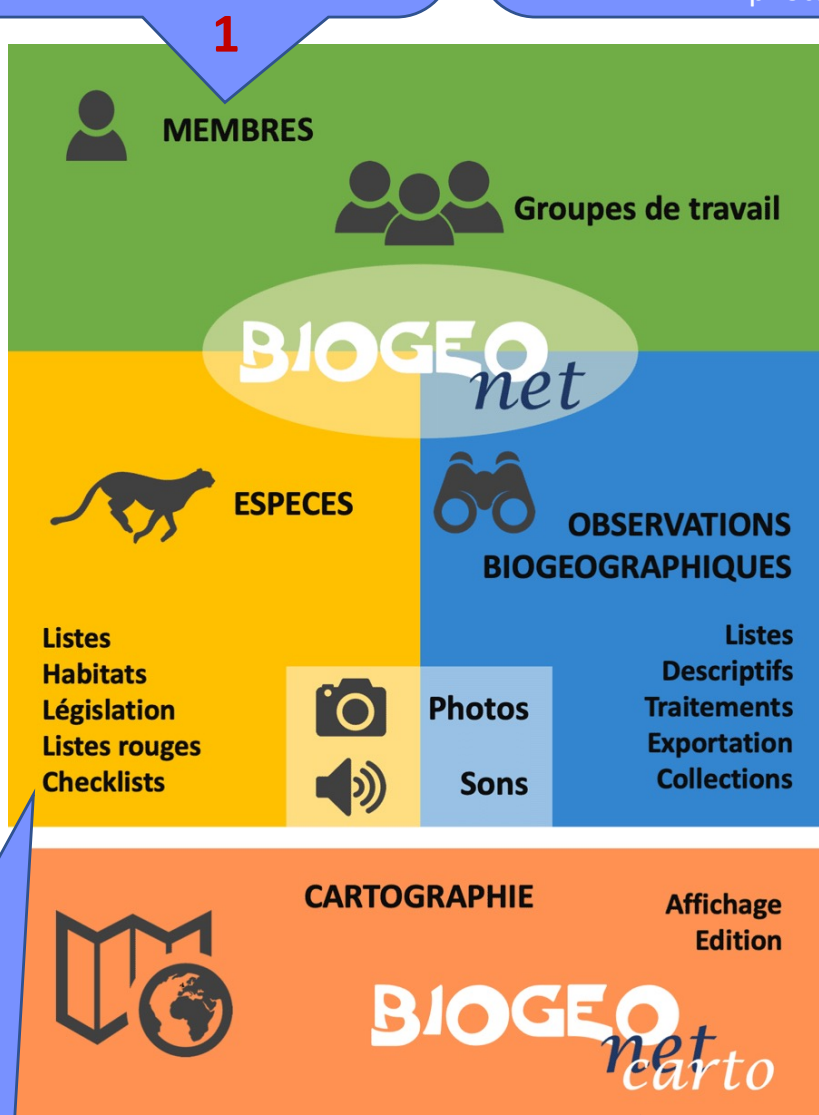 1
MEMBRES
Groupes de travail
BIOGEO
net
ESPECES
OBSERVATIONS
BIOGEOGRAPHIQUES
Listes
Habitats
Législation
Listes rouges
Checklists
Listes
Descriptifs
Traitements
Exportation
Collections
Photos
Sons
CARTOGRAPHIE
Affichage
Edition
BIOGEO
net
carto